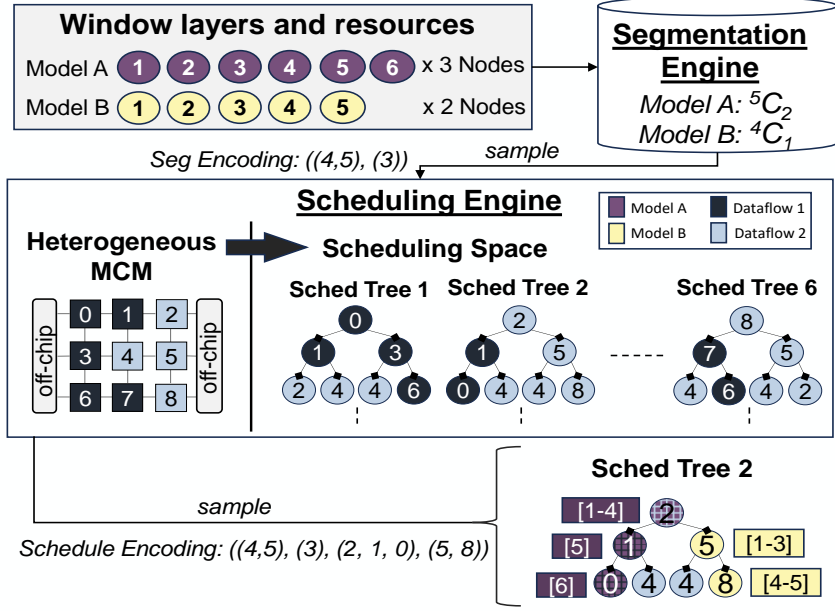 Window layers and resources
Model A 1 2 3 4 5 6 x 3 Nodes
Model B 1 2 3 4 5 x 2 Nodes
Segmentation
Engine
Model A: ⁵C₂
Model B: ⁴C₁
Seg Encoding: ((4,5), (3))
sample
Scheduling Engine
Model A Dataflow 1
Model B Dataflow 2
Heterogeneous
MCM
Scheduling Space
off-chip
0 1 2
3 4 5
6 7 8
off-chip
Sched Tree 1
0
1 3
2 4 4 6
Sched Tree 2
2
1 5
0 4 4 8
Sched Tree 6
8
7 5
4 6 4 2
sample
Schedule Encoding: ((4,5), (3), (2, 1, 0), (5, 8))
Sched Tree 2
[1-4] 2
[5] 1 5 [1-3]
[6] 0 4 4 8 [4-5]